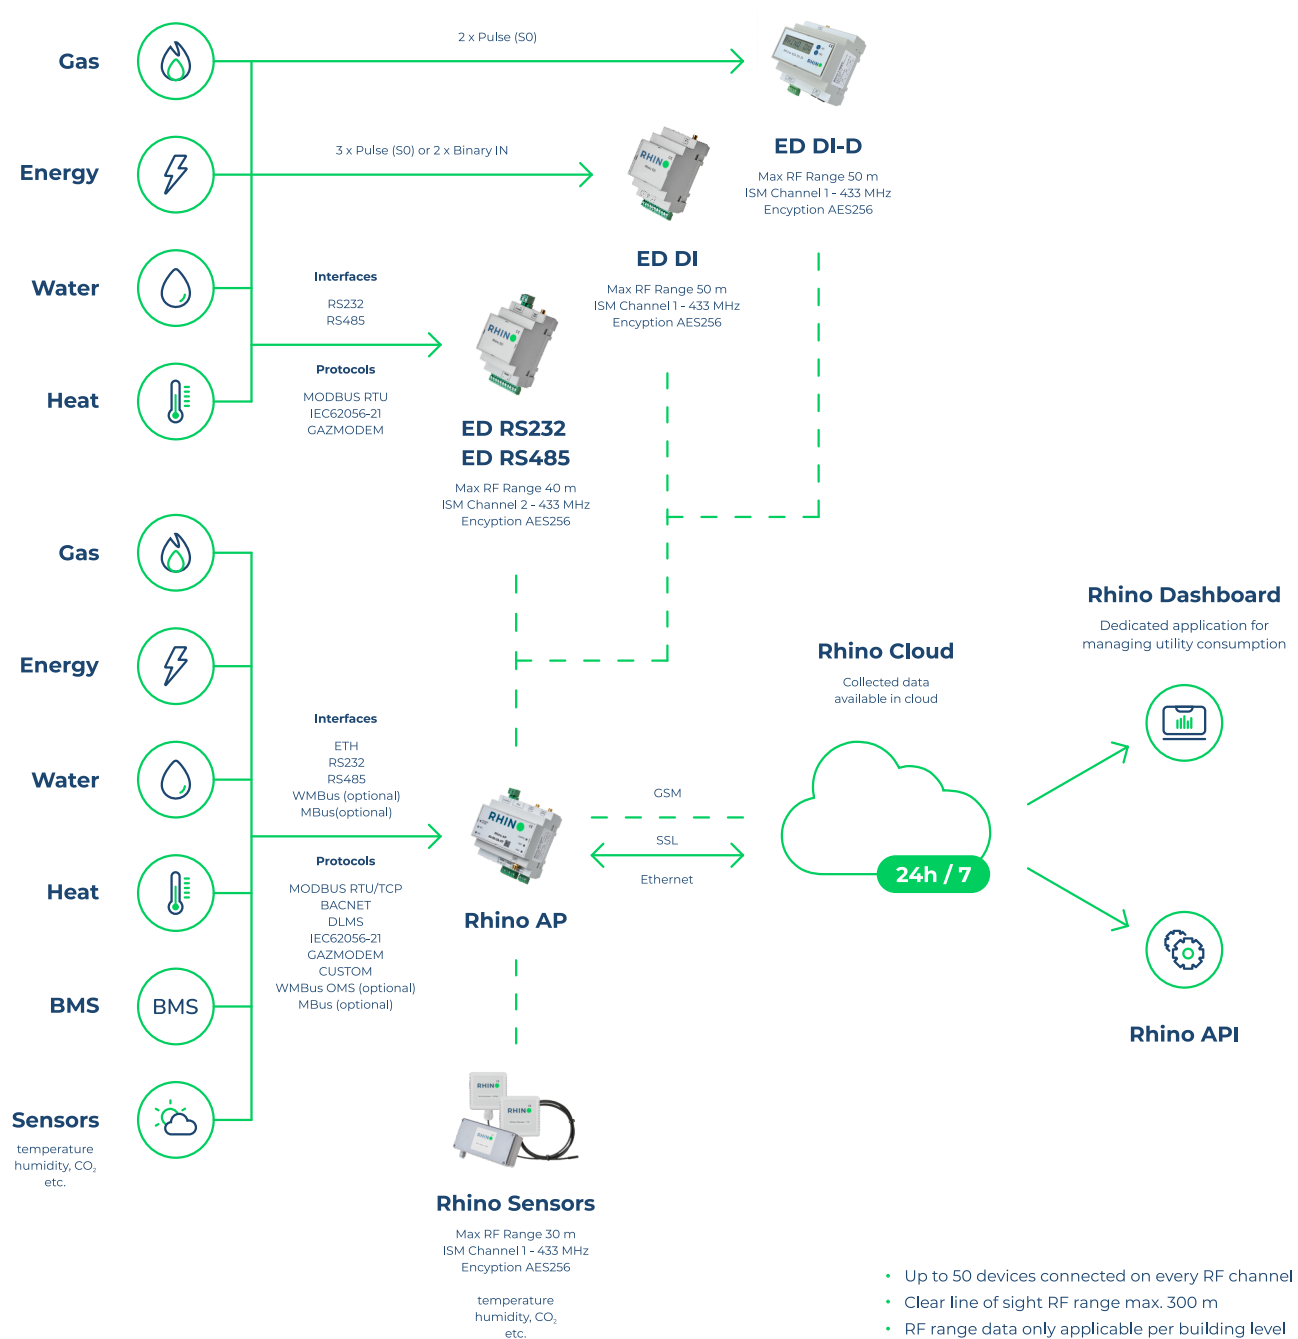 Gas
2 x Pulse (S0)
RHINO
ED DI-D
Max RF Range 50 m
ISM Channel 1 - 433 MHz
Encyption AES256
Energy
3 x Pulse (S0) or 2 x Binary IN
RHINO
ED DI
Max RF Range 50 m
ISM Channel 1 - 433 MHz
Encyption AES256
Water
Heat
Interfaces
RS232
RS485
Protocols
MODBUS RTU
IEC62056-21
GAZMODEM
RHINO
ED RS232
ED RS485
Max RF Range 40 m
ISM Channel 2 - 433 MHz
Encyption AES256
Gas
Energy
Water
Heat
BMS
BMS
Sensors
temperature
humidity, CO₂
etc.
Interfaces
ETH
RS232
RS485
WMBus (optional)
MBus(optional)
Protocols
MODBUS RTU/TCP
BACNET
DLMS
IEC62056-21
GAZMODEM
CUSTOM
WMBus OMS (optional)
MBus (optional)
RHINO
Rhino AP
GSM
SSL
Ethernet
Rhino Cloud
Collected data
available in cloud
24h / 7
Rhino Dashboard
Dedicated application for
managing utility consumption
Rhino API
RHINO
RHINO
RHINO
Rhino Sensors
Max RF Range 30 m
ISM Channel 1 - 433 MHz
Encyption AES256
temperature
humidity, CO₂
etc.
• Up to 50 devices connected on every RF channel
• Clear line of sight RF range max. 300 m
• RF range data only applicable per building level